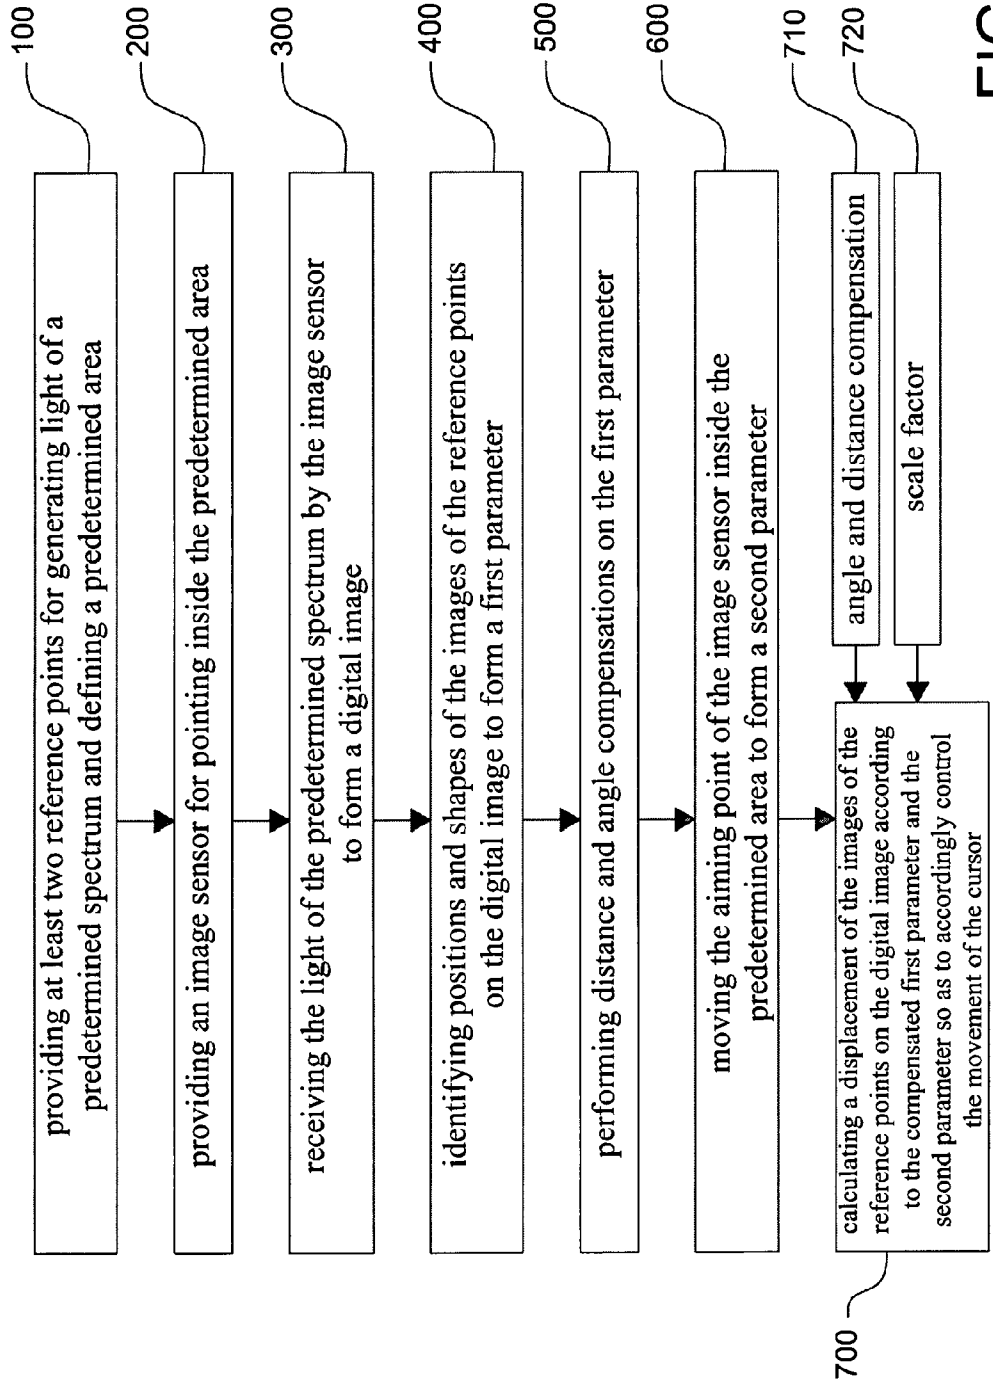 100
providing at least two reference points for generating light of a
predetermined spectrum and defining a predetermined area
200
providing an image sensor for pointing inside the predetermined area
300
receiving the light of the predetermined spectrum by the image sensor
to form a digital image
400
identifying positions and shapes of the images of the reference points
on the digital image to form a first parameter
500
performing distance and angle compensations on the first parameter
600
moving the aiming point of the image sensor inside the
predetermined area to form a second parameter
700
calculating a displacement of the images of the
reference points on the digital image according
to the compensated first parameter and the
second parameter so as to accordingly control
the movement of the cursor
710
angle and distance compensation
720
scale factor